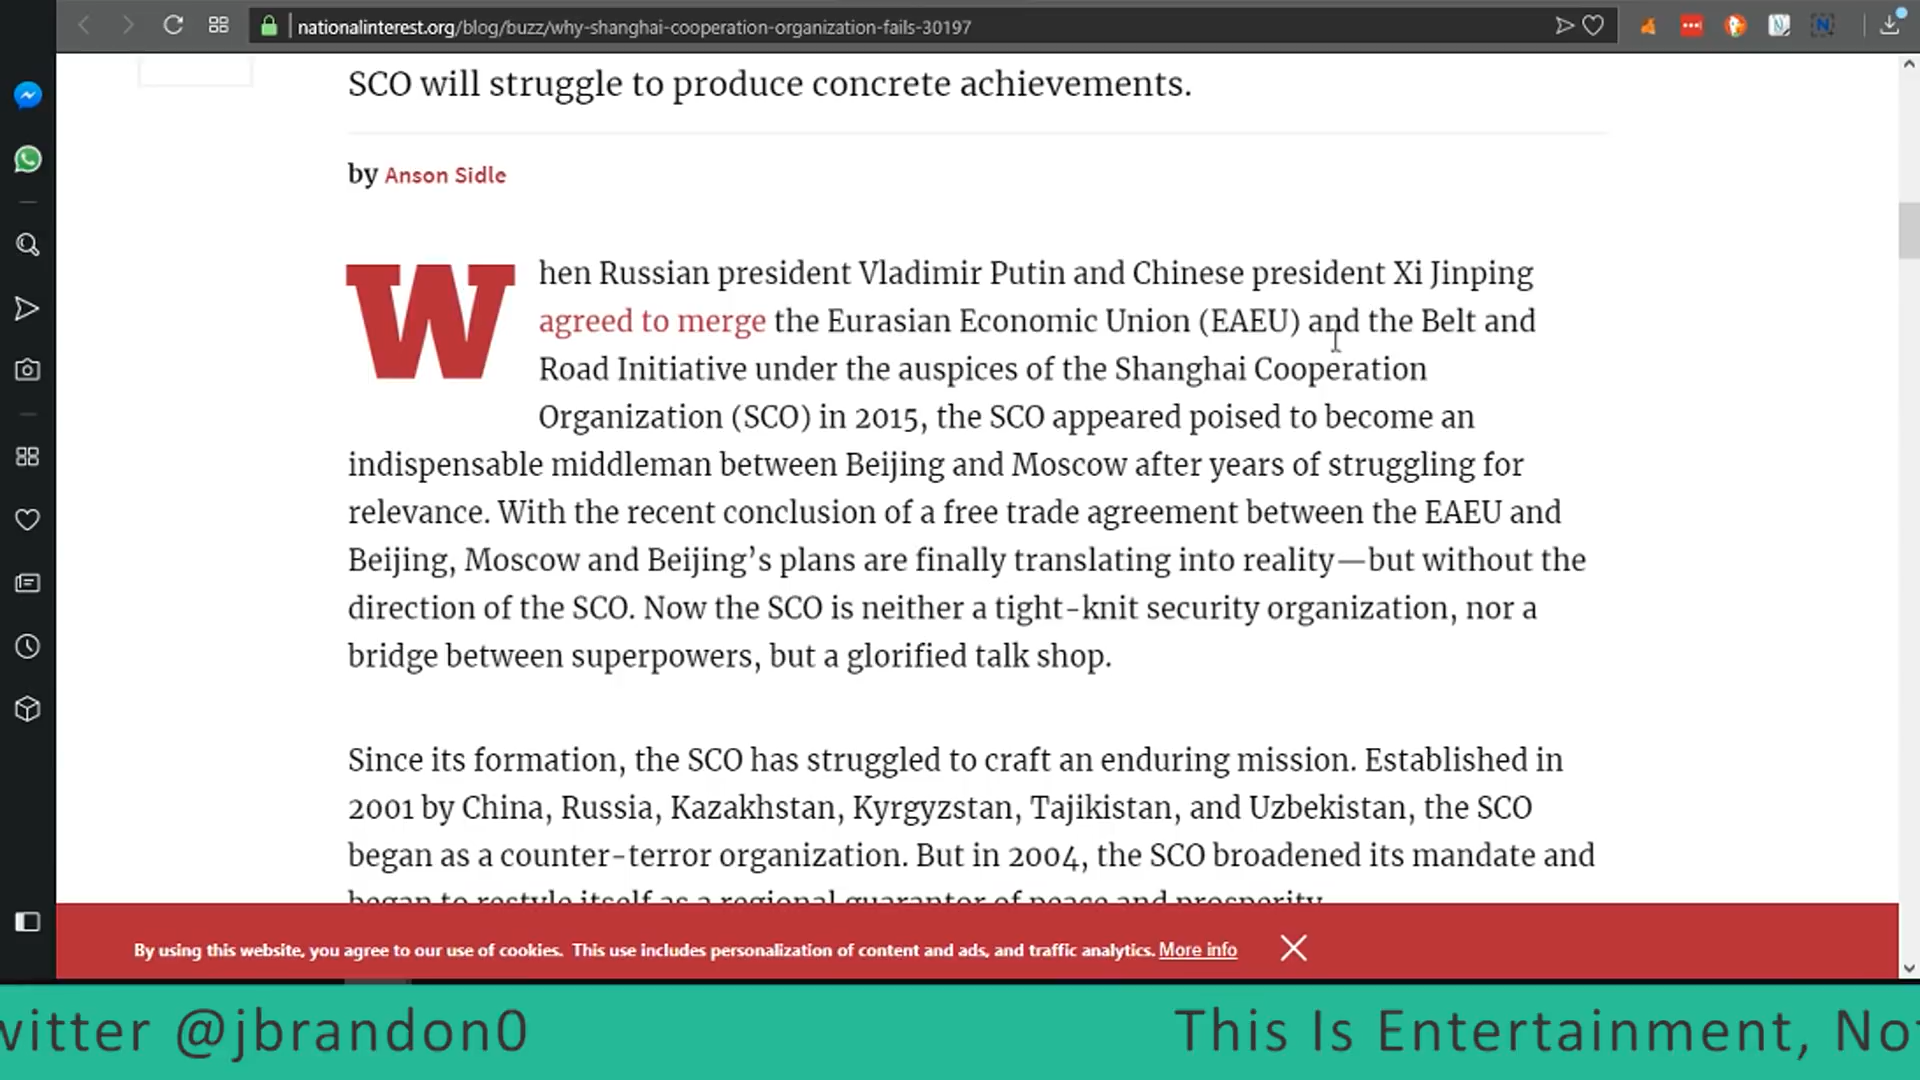 nationalinterest.org/blog/buzz/why-shanghai-cooperation-organization-fails-30197
SCO will struggle to produce concrete achievements.
by Anson Sidle
When Russian president Vladimir Putin and Chinese president Xi Jinping
agreed to merge the Eurasian Economic Union (EAEU) and the Belt and
Road Initiative under the auspices of the Shanghai Cooperation
Organization (SCO) in 2015, the SCO appeared poised to become an
indispensable middleman between Beijing and Moscow after years of struggling for
relevance. With the recent conclusion of a free trade agreement between the EAEU and
Beijing, Moscow and Beijing’s plans are finally translating into reality—but without the
direction of the SCO. Now the SCO is neither a tight-knit security organization, nor a
bridge between superpowers, but a glorified talk shop.
Since its formation, the SCO has struggled to craft an enduring mission. Established in
2001 by China, Russia, Kazakhstan, Kyrgyzstan, Tajikistan, and Uzbekistan, the SCO
began as a counter-terror organization. But in 2004, the SCO broadened its mandate and
began to restyle itself as a regional guarantor of peace and prosperity.
By using this website, you agree to our use of cookies. This use includes personalization of content and ads, and traffic analytics. More info
witter @jbrandon0
This Is Entertainment, No